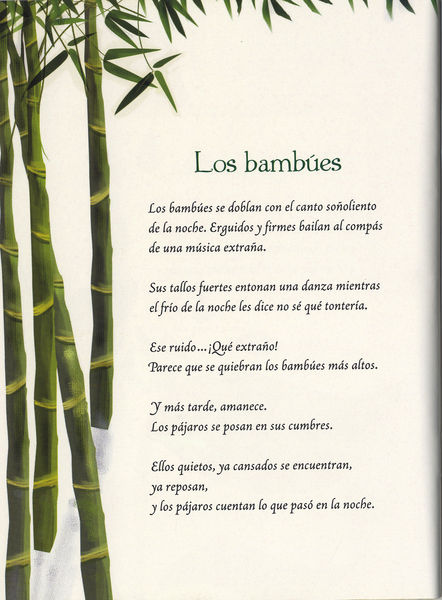 Los bambúes
Los bambúes se doblan con el canto soñoliento
de la noche. Erguidos y firmes bailan al compás
de una música extraña.
Sus tallos fuertes entonan una danza mientras
el frío de la noche les dice no sé qué tontería.
Ese ruido... ¡Qué extraño!
Parece que se quiebran los bambúes más altos.
Y más tarde, amanece.
Los pájaros se posan en sus cumbres.
Ellos quietos, ya cansados se encuentran,
ya reposan,
y los pájaros cuentan lo que pasó en la noche.